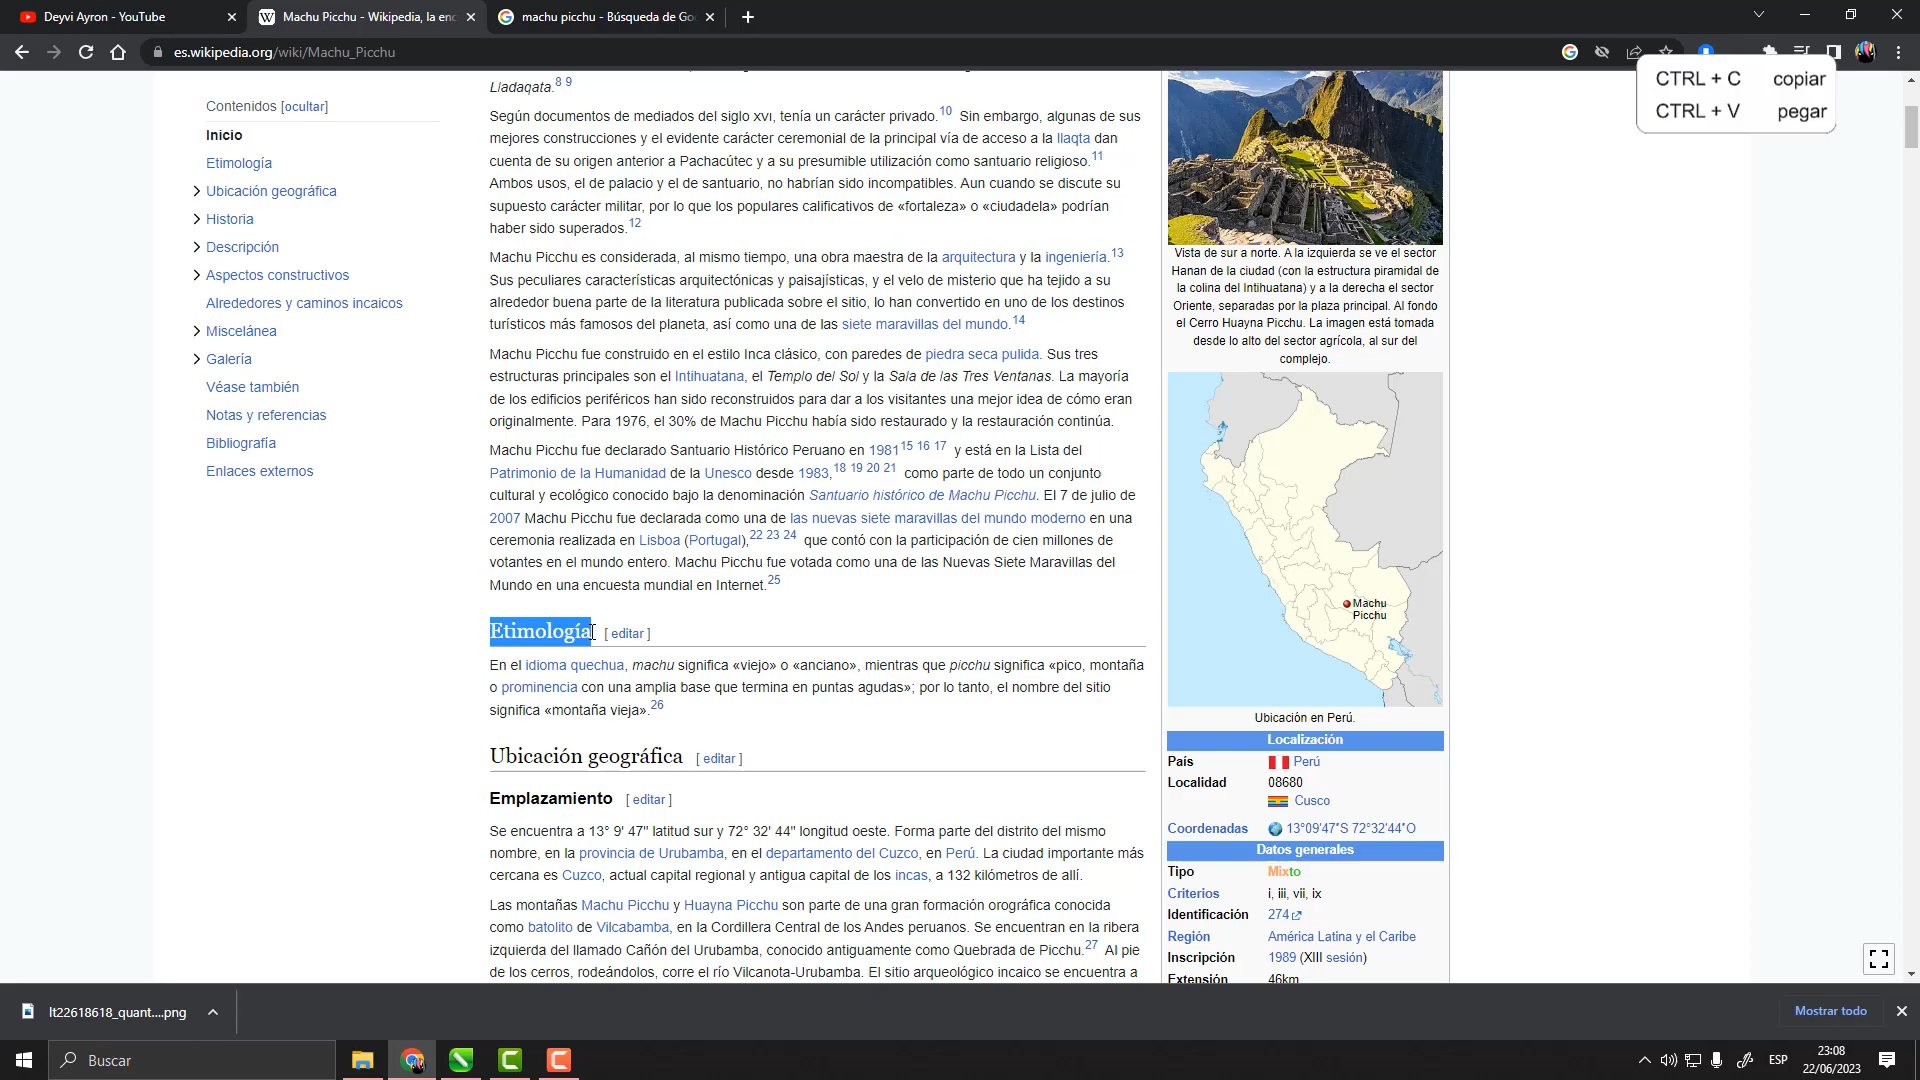 Deyvi Ayron - YouTube
Machu Picchu - Wikipedia, la enc
machu picchu - Búsqueda de Go
es.wikipedia.org/wiki/Machu_Picchu
CTRL + C copiar
CTRL + V pegar
Contenidos [ocultar]
Inicio
Etimología
Ubicación geográfica
Historia
Descripción
Aspectos constructivos
Alrededores y caminos incaicos
Miscelánea
Galería
Véase también
Notas y referencias
Bibliografía
Enlaces externos
Lladaqata.8 9
Según documentos de mediados del siglo XVI, tenía un carácter privado.10 Sin embargo, algunas de sus
mejores construcciones y el evidente carácter ceremonial de la principal vía de acceso a la llaqta dan
cuenta de su origen anterior a Pachacútec y a su presumible utilización como santuario religioso.11
Ambos usos, el de palacio y el de santuario, no habrían sido incompatibles. Aun cuando se discute su
supuesto carácter militar, por lo que los populares calificativos de «fortaleza» o «ciudadela» podrían
haber sido superados.12
Machu Picchu es considerada, al mismo tiempo, una obra maestra de la arquitectura y la ingeniería.13
Sus peculiares características arquitectónicas y paisajísticas, y el velo de misterio que ha tejido a su
alrededor buena parte de la literatura publicada sobre el sitio, lo han convertido en uno de los destinos
turísticos más famosos del planeta, así como una de las siete maravillas del mundo.14
Machu Picchu fue construido en el estilo Inca clásico, con paredes de piedra seca pulida. Sus tres
estructuras principales son el Intihuatana, el Templo del Sol y la Sala de las Tres Ventanas. La mayoría
de los edificios periféricos han sido reconstruidos para dar a los visitantes una mejor idea de cómo eran
originalmente. Para 1976, el 30% de Machu Picchu había sido restaurado y la restauración continúa.
Machu Picchu fue declarado Santuario Histórico Peruano en 198115 16 17 y está en la Lista del
Patrimonio de la Humanidad de la Unesco desde 1983,18 19 20 21 como parte de todo un conjunto
cultural y ecológico conocido bajo la denominación Santuario histórico de Machu Picchu. El 7 de julio de
2007 Machu Picchu fue declarada como una de las nuevas siete maravillas del mundo moderno en una
ceremonia realizada en Lisboa (Portugal),22 23 24 que contó con la participación de cien millones de
votantes en el mundo entero. Machu Picchu fue votada como una de las Nuevas Siete Maravillas del
Mundo en una encuesta mundial en Internet.25
Etimología [ editar ]
En el idioma quechua, machu significa «viejo» o «anciano», mientras que picchu significa «pico, montaña
o prominencia con una amplia base que termina en puntas agudas»; por lo tanto, el nombre del sitio
significa «montaña vieja».26
Ubicación geográfica [ editar ]
Emplazamiento [ editar ]
Se encuentra a 13° 9' 47" latitud sur y 72° 32' 44" longitud oeste. Forma parte del distrito del mismo
nombre, en la provincia de Urubamba, en el departamento del Cuzco, en Perú. La ciudad importante más
cercana es Cuzco, actual capital regional y antigua capital de los incas, a 132 kilómetros de allí.
Las montañas Machu Picchu y Huayna Picchu son parte de una gran formación orográfica conocida
como batolito de Vilcabamba, en la Cordillera Central de los Andes peruanos. Se encuentran en la ribera
izquierda del llamado Cañón del Urubamba, conocido antiguamente como Quebrada de Picchu.27 Al pie
de los cerros, rodeándolos, corre el río Vilcanota-Urubamba. El sitio arqueológico incaico se encuentra a
Vista de sur a norte. A la izquierda se ve el sector
Hanan de la ciudad (con la estructura piramidal de
la colina del Intihuatana) y a la derecha el sector
Oriente, separadas por la plaza principal. Al fondo
el Cerro Huayna Picchu. La imagen está tomada
desde lo alto del sector agrícola, al sur del
complejo.
Machu
Picchu
Ubicación en Perú.
Localización
País Perú
Localidad 08680
Cusco
Coordenadas 13°09′47″S 72°32′44″O
Datos generales
Tipo Mixto
Criterios i, iii, vii, ix
Identificación 274
Región América Latina y el Caribe
Inscripción 1989 (XIII sesión)
Extensión 46km
lt22618618_quant....png
Mostrar todo
Buscar
ESP
23:08
22/06/2023